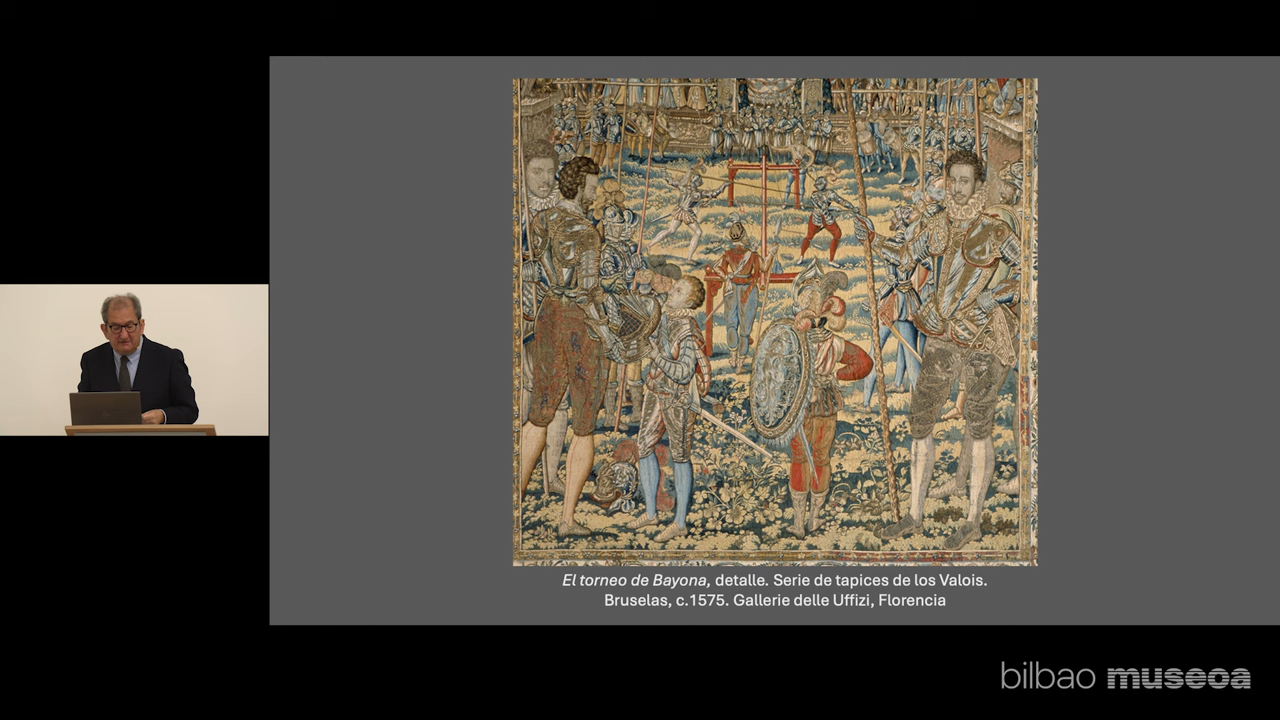 El torneo de Bayona, detalle. Serie de tapices de los Valois.
Bruselas, c.1575. Gallerie delle Uffizi, Florencia
bilbao museoa